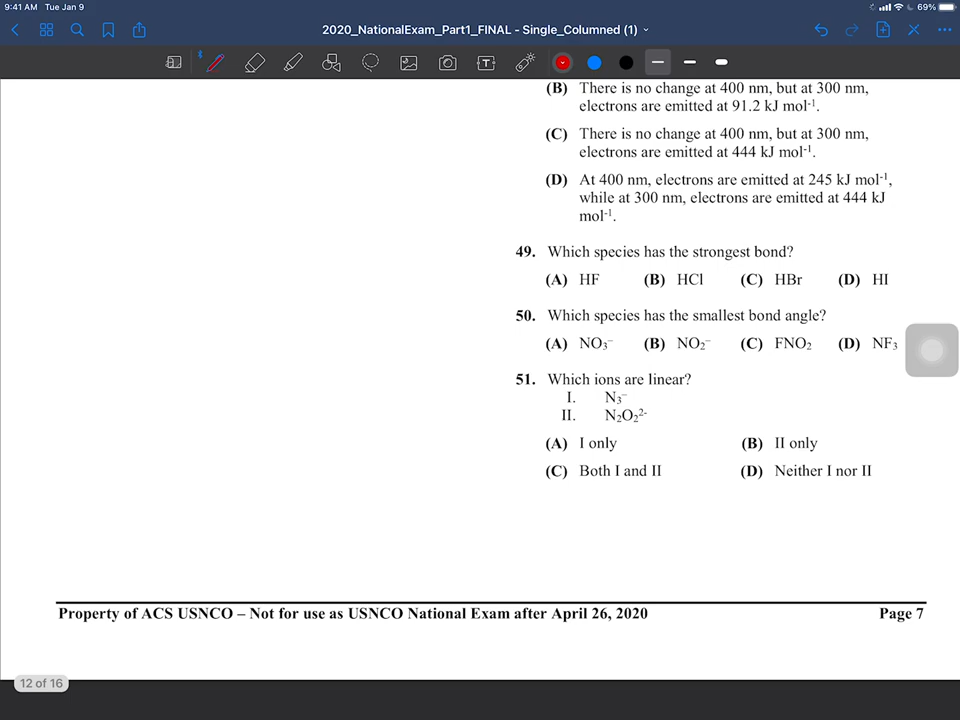 9:41 AM Tue Jan 9
69%
2020_NationalExam_Part1_FINAL - Single_Columned (1)
(B) There is no change at 400 nm, but at 300 nm,
electrons are emitted at 91.2 kJ mol⁻¹.
(C) There is no change at 400 nm, but at 300 nm,
electrons are emitted at 444 kJ mol⁻¹.
(D) At 400 nm, electrons are emitted at 245 kJ mol⁻¹,
while at 300 nm, electrons are emitted at 444 kJ
mol⁻¹.
49. Which species has the strongest bond?
(A) HF (B) HCl (C) HBr (D) HI
50. Which species has the smallest bond angle?
(A) NO₃⁻ (B) NO₂⁻ (C) FNO₂ (D) NF₃
51. Which ions are linear?
I. N₃⁻
II. N₂O₂²⁻
(A) I only (B) II only
(C) Both I and II (D) Neither I nor II
Property of ACS USNCO – Not for use as USNCO National Exam after April 26, 2020 Page 7
12 of 16